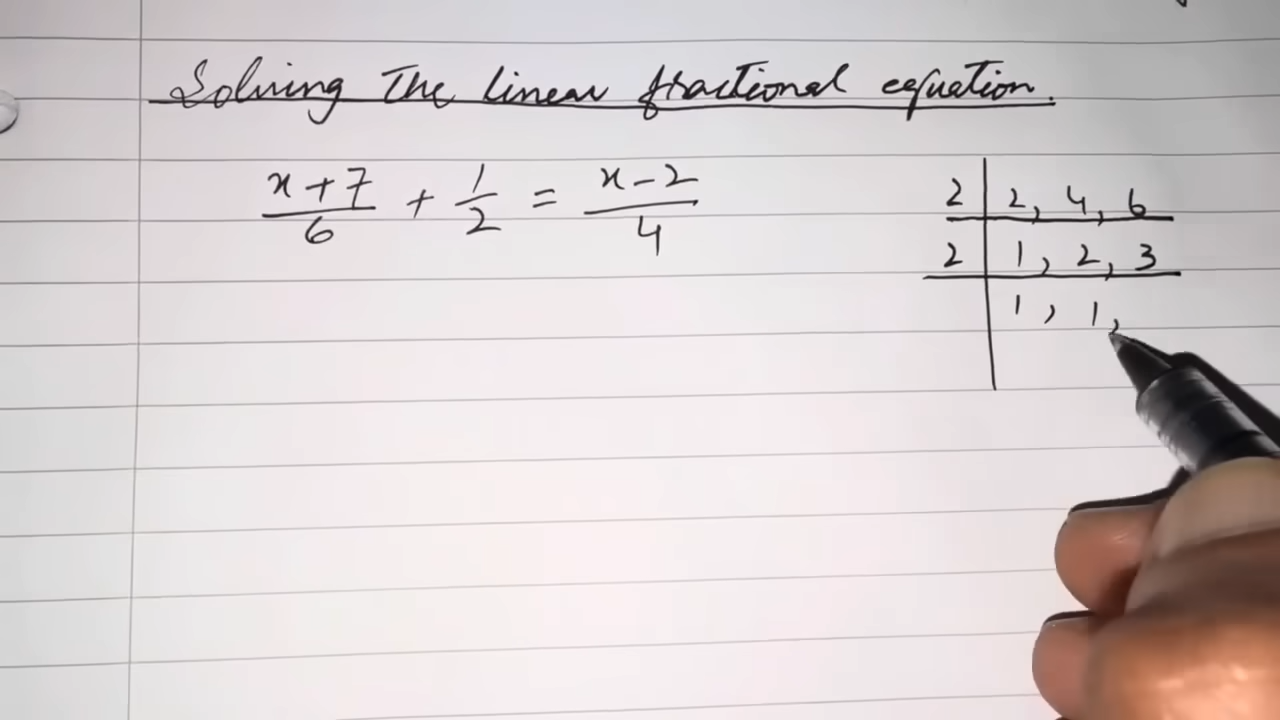 Solving The linear fractional equation.
x+7/6 + 1/2 = x-2/4
2 | 2, 4, 6
2 | 1, 2, 3
| 1, 1,